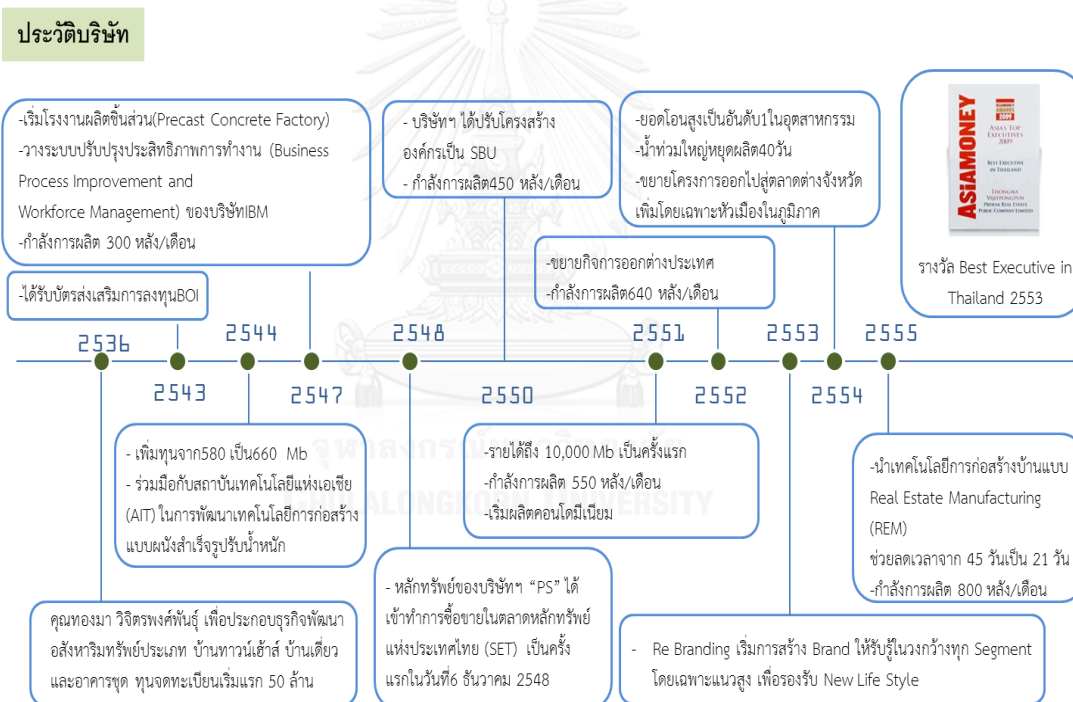 ประวัติบริษัท
-เริ่มโรงงานผลิตชิ้นส่วน(Precast Concrete Factory)
-วางระบบปรับปรุงประสิทธิภาพการทำงาน (Business
Process Improvement and
Workforce Management) ของบริษัทIBM
-กำลังการผลิต 300 หลัง/เดือน
- บริษัทฯ ได้ปรับโครงสร้าง
องค์กรเป็น SBU
- กำลังการผลิต450 หลัง/เดือน
-ยอดโอนสูงเป็นอันดับ1ในอุตสาหกรรม
-น้ำท่วมใหญ่หยุดผลิต40วัน
-ขยายโครงการออกไปสู่ตลาดต่างจังหวัด
เพิ่มโดยเฉพาะหัวเมืองในภูมิภาค
ASIAMONEY
ASIAMONEY
AWARDS
2009
ASIA'S TOP
EXECUTIVES
2009
BEST EXECUTIVE
IN THAILAND
THONGMA
VIJITPONGPUN
PRUKSA REAL ESTATE
PUBLIC COMPANY LIMITED
รางวัล Best Executive in
Thailand 2553
-ได้รับบัตรส่งเสริมการลงทุนBOI
-ขยายกิจการออกต่างประเทศ
-กำลังการผลิต640 หลัง/เดือน
2536
2543
2544
2547
2548
2550
2551
2552
2553
2554
2555
- เพิ่มทุนจาก580 เป็น660 Mb
- ร่วมมือกับสถาบันเทคโนโลยีแห่งเอเชีย
(AIT) ในการพัฒนาเทคโนโลยีการก่อสร้าง
แบบผนังสำเร็จรูปรับน้ำหนัก
-รายได้ถึง 10,000 Mb เป็นครั้งแรก
-กำลังการผลิต 550 หลัง/เดือน
-เริ่มผลิตคอนโดมีเนียม
-นำเทคโนโลยีการก่อสร้างบ้านแบบ
Real Estate Manufacturing
(REM)
ช่วยลดเวลาจาก 45 วันเป็น 21 วัน
-กำลังการผลิต 800 หลัง/เดือน
คุณทองมา วิจิตรพงศ์พันธุ์ เพื่อประกอบธุรกิจพัฒนา
อสังหาริมทรัพย์ประเภท บ้านทาวน์เฮ้าส์ บ้านเดี่ยว
และอาคารชุด ทุนจดทะเบียนเริ่มแรก 50 ล้าน
- หลักทรัพย์ของบริษัทฯ “PS” ได้
เข้าทำการซื้อขายในตลาดหลักทรัพย์
แห่งประเทศไทย (SET) เป็นครั้ง
แรกในวันที่6 ธันวาคม 2548
- Re Branding เริ่มการสร้าง Brand ให้รับรู้ในวงกว้างทุก Segment
โดยเฉพาะแนวสูง เพื่อรองรับ New Life Style
จุฬาลงกรณ์มหาวิทยาลัย
CHULALONGKORN UNIVERSITY